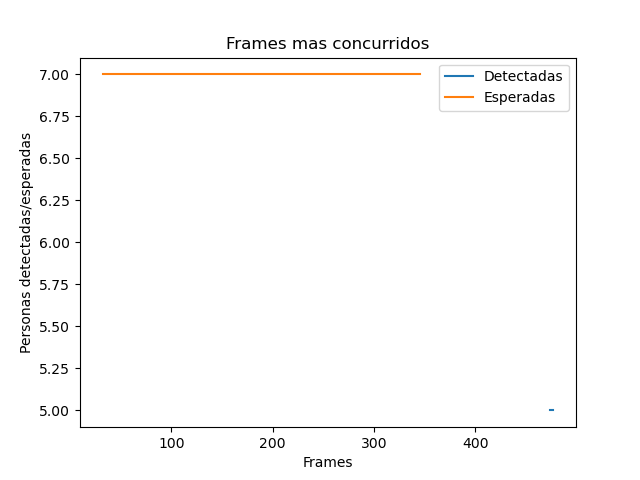 Frames mas concurridos
Detectadas
Esperadas
Personas detectadas/esperadas
7.00
6.75
6.50
6.25
6.00
5.75
5.50
5.25
5.00
100 200 300 400
Frames